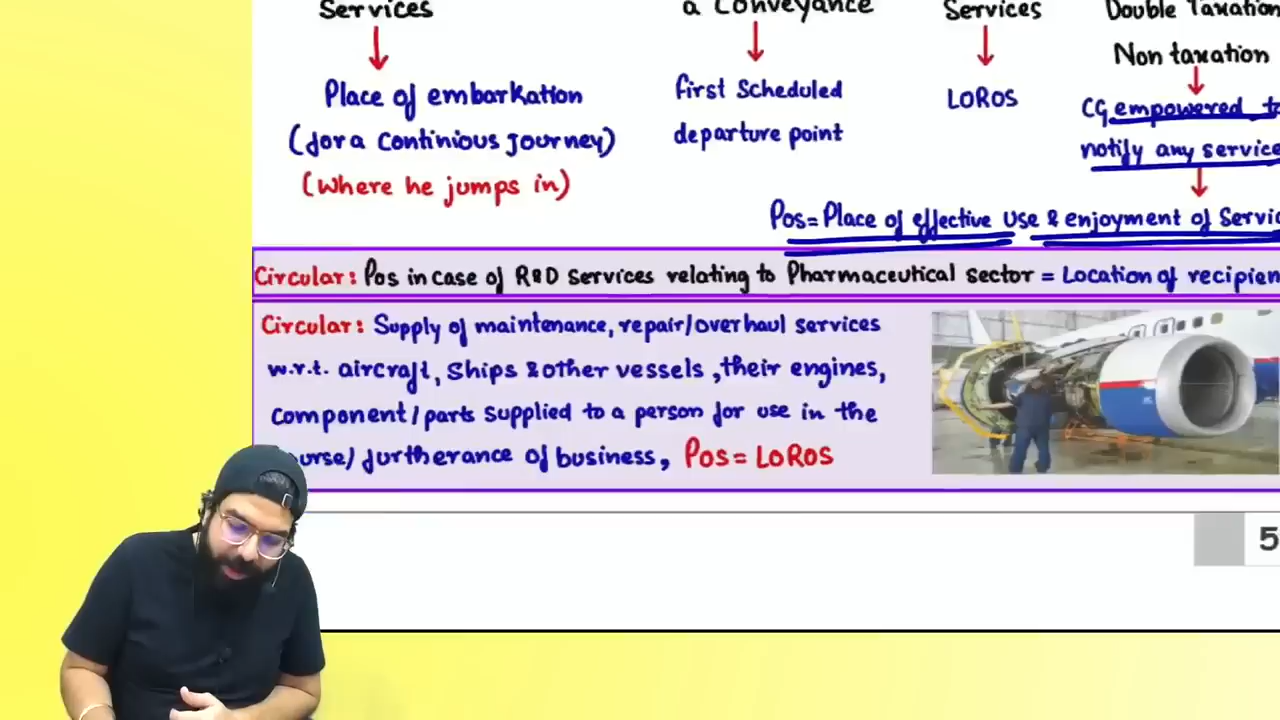 Services
Place of embarkation
(for a Continious Journey)
(Where he jumps in)
a Conveyance
first Scheduled
departure point
Services
LOROS
Double Taxation
Non taxation
CG empowered to
notify any service
Pos = Place of effective use & enjoyment of
Circular: Pos in case of R&D Services relating to Pharmaceutical sector = Location of
Circular: Supply of maintenance, repair/overhaul services
w.r.t. aircraft, Ships & other vessels, their engines,
component/parts supplied to a person for use in the
furtherance of business, Pos = LOROS
5